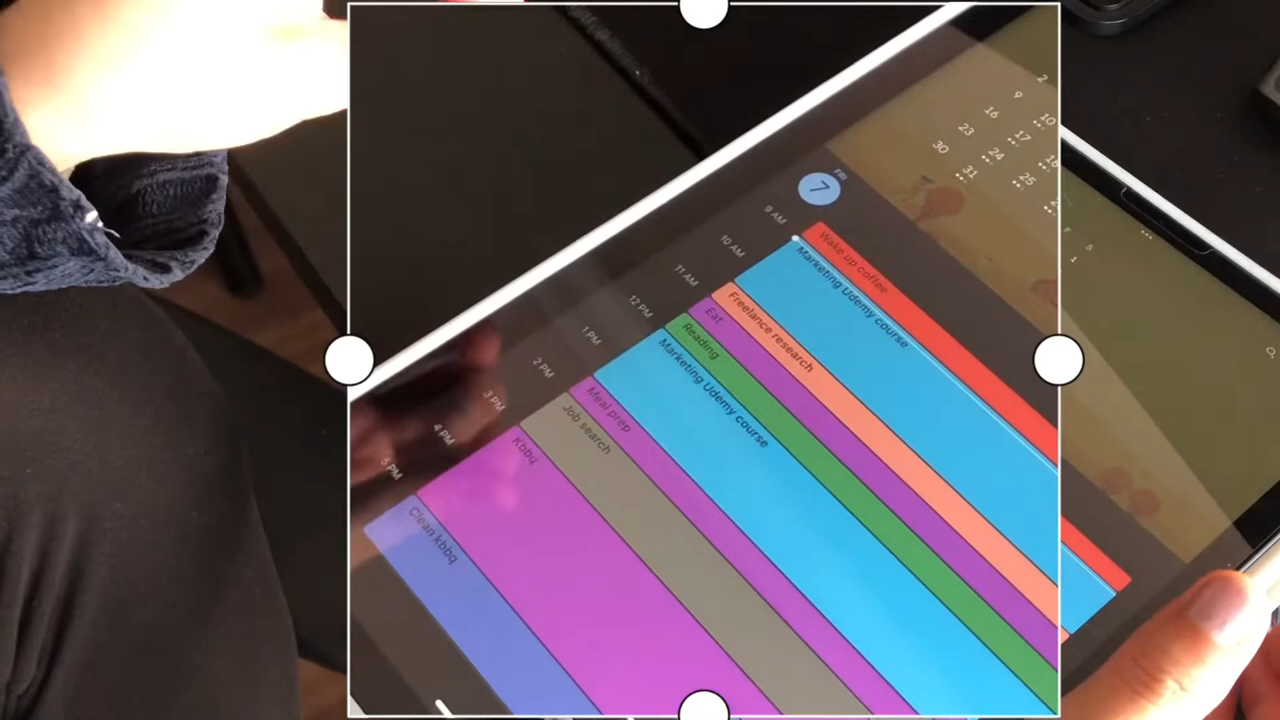 2
9
10
16
17
18
23
24
25
30
31
2
F
S
1
FRI
7
9 AM
Wake up coffee
10 AM
Marketing Udemy course
11 AM
Freelance research
Eat
12 PM
Reading
1 PM
Marketing Udemy course
2 PM
Meal prep
3 PM
Job search
4 PM
Kbbq
5 PM
Clean kbbq